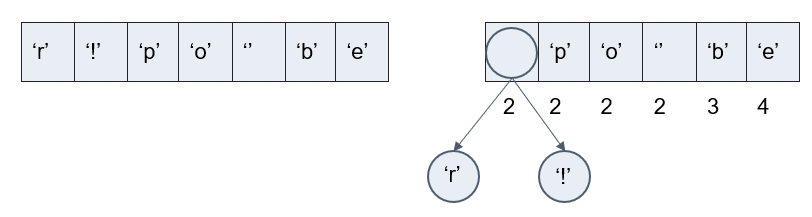 ‘r’ ‘!’ ‘p’ ‘o’ ‘’ ‘b’ ‘e’
‘p’ ‘o’ ‘’ ‘b’ ‘e’
2 2 2 2 3 4
‘r’ ‘!’